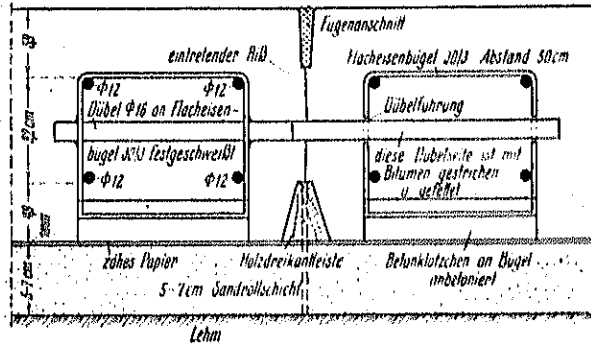 Fugenanschnitt
eintretender Riß
Flacheisenbügel 30/3 Abstand 50cm
Φ12 Φ12
Dübel Φ16 an Flacheisen-
bügel 30/3 festgeschweißt
Dübelführung
diese Dübelseite ist mit
Bitumen gestrichen
u. gefettet
Φ12 Φ12
zähes Papier
Holzdreikantleiste
Betonklötzchen an Bügel
anbetoniert
5-7cm Sandrollschicht
5-7cm
Lehm